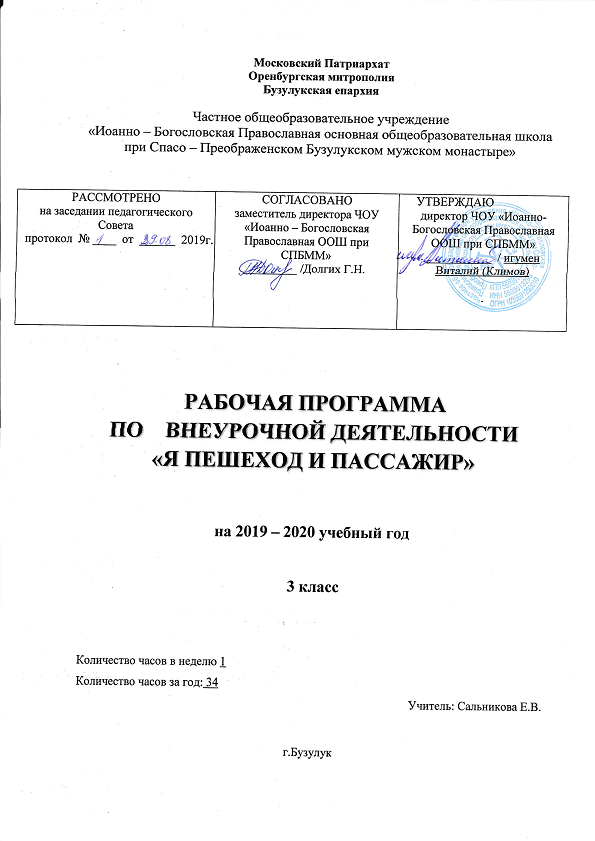 Московский Патриархат
Оренбургская митрополия
Бузулукская епархия
Частное общеобразовательное учреждение
«Иоанно – Богословская Православная основная общеобразовательная школа
при Спасо – Преображенском Бузулукском мужском монастыре»
РАССМОТРЕНО
на заседании педагогического
Совета
протокол № 1 от 29.08 2019г.
СОГЛАСОВАНО
заместитель директора ЧОУ
«Иоанно – Богословская
Православная ООШ при
СПБММ»
/Долгих Г.Н.
УТВЕРЖДАЮ
директор ЧОУ «Иоанно-
Богословская Православная
ООШ при СПБММ»
/ игумен
Виталий (Климов)
РАБОЧАЯ ПРОГРАММА
ПО ВНЕУРОЧНОЙ ДЕЯТЕЛЬНОСТИ
«Я ПЕШЕХОД И ПАССАЖИР»
на 2019 – 2020 учебный год
3 класс
Количество часов в неделю 1
Количество часов за год: 34
Учитель: Сальникова Е.В.
г.Бузулук